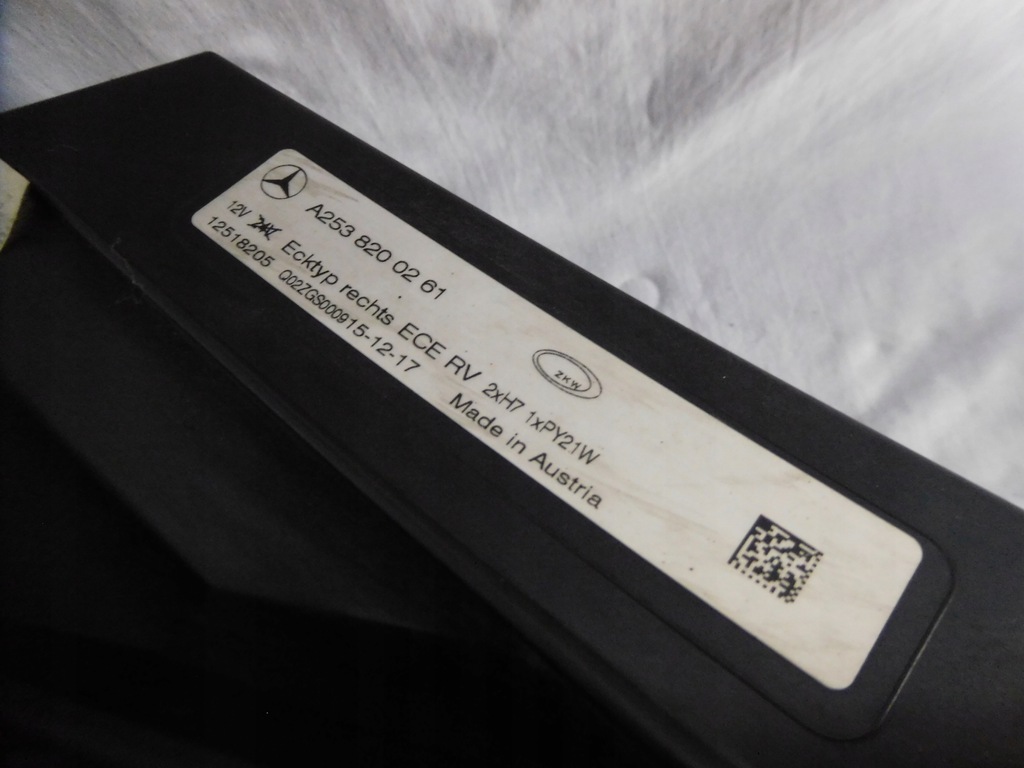 A253 820 02 61
12V 24V Ecktyp rechts ECE RV 2xH7 1xPY21W
12518205 Q02ZGS000915-12-17 Made in Austria
ZKW